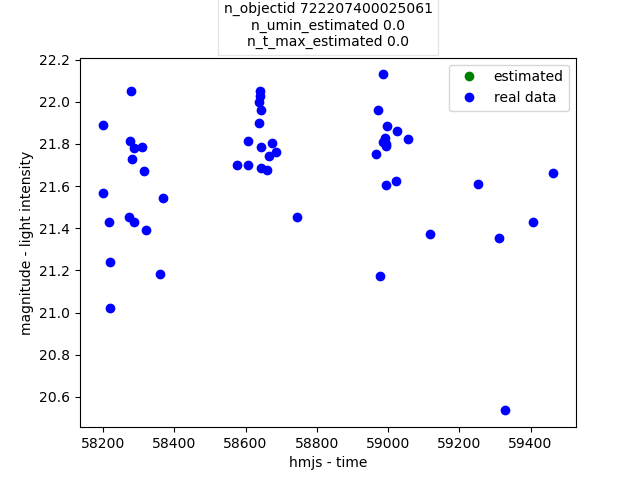 n_objectid 722207400025061
n_umin_estimated 0.0
n_t_max_estimated 0.0
estimated
real data
magnitude - light intensity
22.2
22.0
21.8
21.6
21.4
21.2
21.0
20.8
20.6
58200 58400 58600 58800 59000 59200 59400
hmjs - time